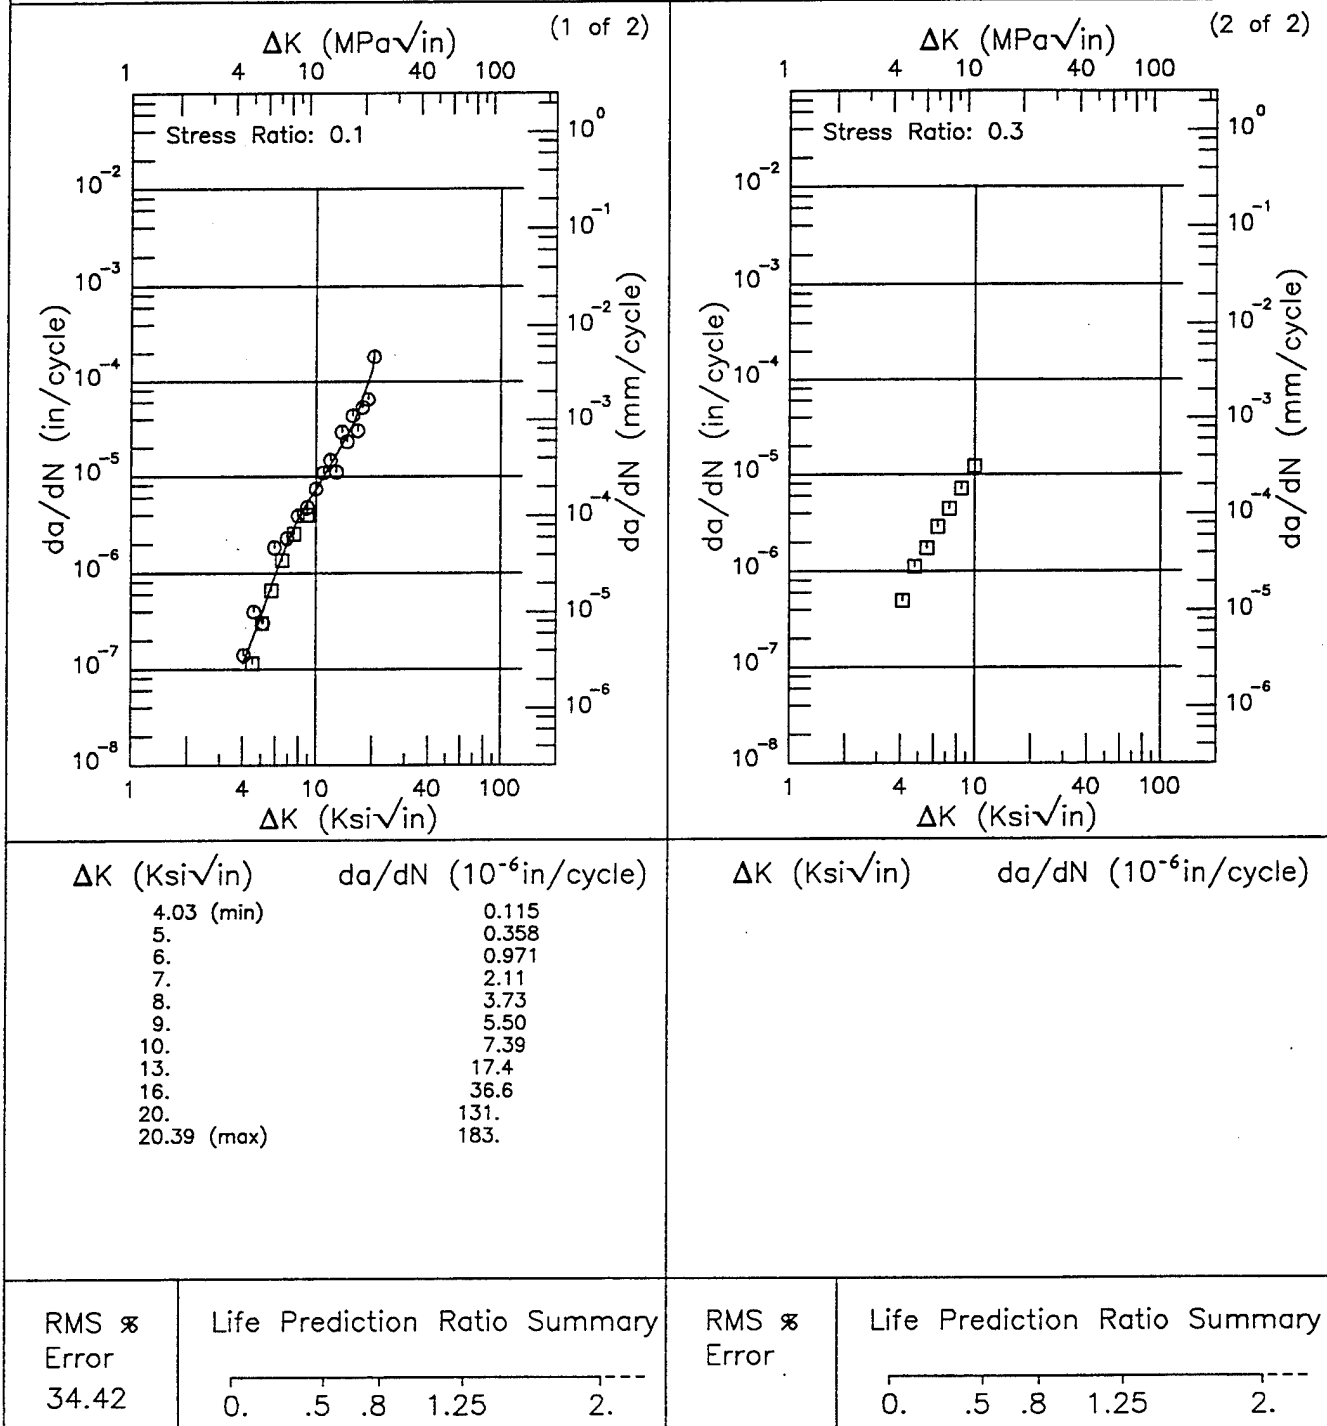 (1 of 2)
ΔK (MPa√in)
1 4 10 40 100
Stress Ratio: 0.1
10⁰
10⁻¹
10⁻²
10⁻³
10⁻⁴
10⁻⁵
10⁻⁶
da/dN (mm/cycle)
10⁻²
10⁻³
10⁻⁴
10⁻⁵
10⁻⁶
10⁻⁷
10⁻⁸
da/dN (in/cycle)
1 4 10 40 100
ΔK (Ksi√in)
(2 of 2)
ΔK (MPa√in)
1 4 10 40 100
Stress Ratio: 0.3
10⁰
10⁻¹
10⁻²
10⁻³
10⁻⁴
10⁻⁵
10⁻⁶
da/dN (mm/cycle)
10⁻²
10⁻³
10⁻⁴
10⁻⁵
10⁻⁶
10⁻⁷
10⁻⁸
da/dN (in/cycle)
1 4 10 40 100
ΔK (Ksi√in)
ΔK (Ksi√in) da/dN (10⁻⁶in/cycle)
4.03 (min) 0.115
5. 0.358
6. 0.971
7. 2.11
8. 3.73
9. 5.50
10. 7.39
13. 17.4
16. 36.6
20. 131.
20.39 (max) 183.
ΔK (Ksi√in) da/dN (10⁻⁶in/cycle)
RMS %
Error
34.42
Life Prediction Ratio Summary
0. .5 .8 1.25 2.
RMS %
Error
Life Prediction Ratio Summary
0. .5 .8 1.25 2.